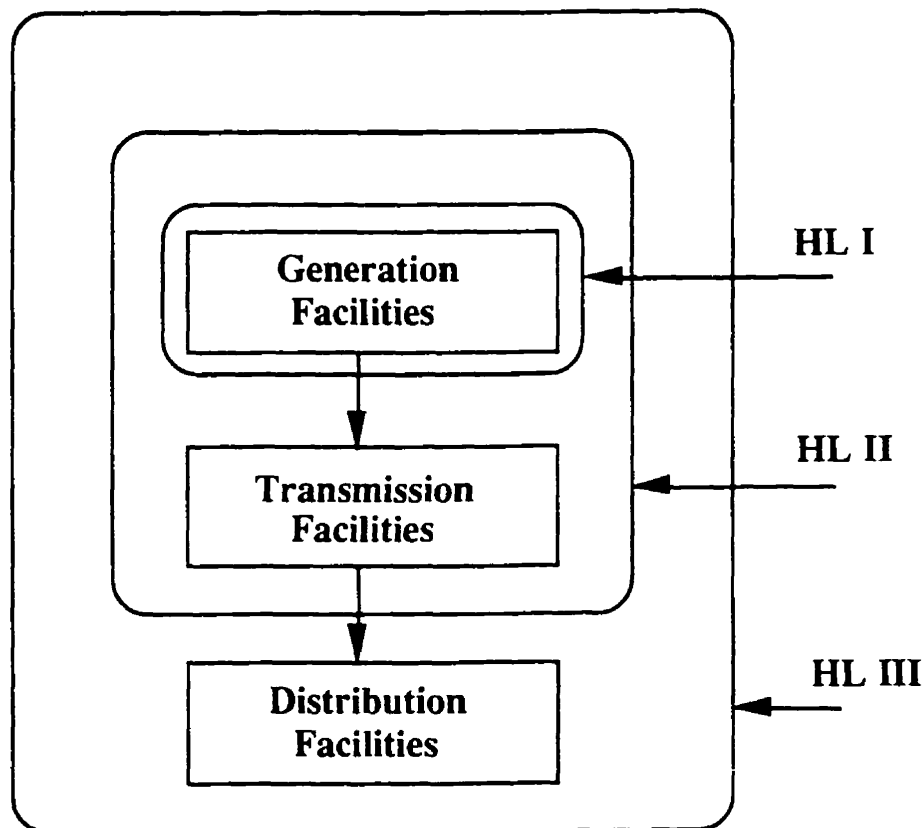 Generation
Facilities
HL I
Transmission
Facilities
HL II
Distribution
Facilities
HL III